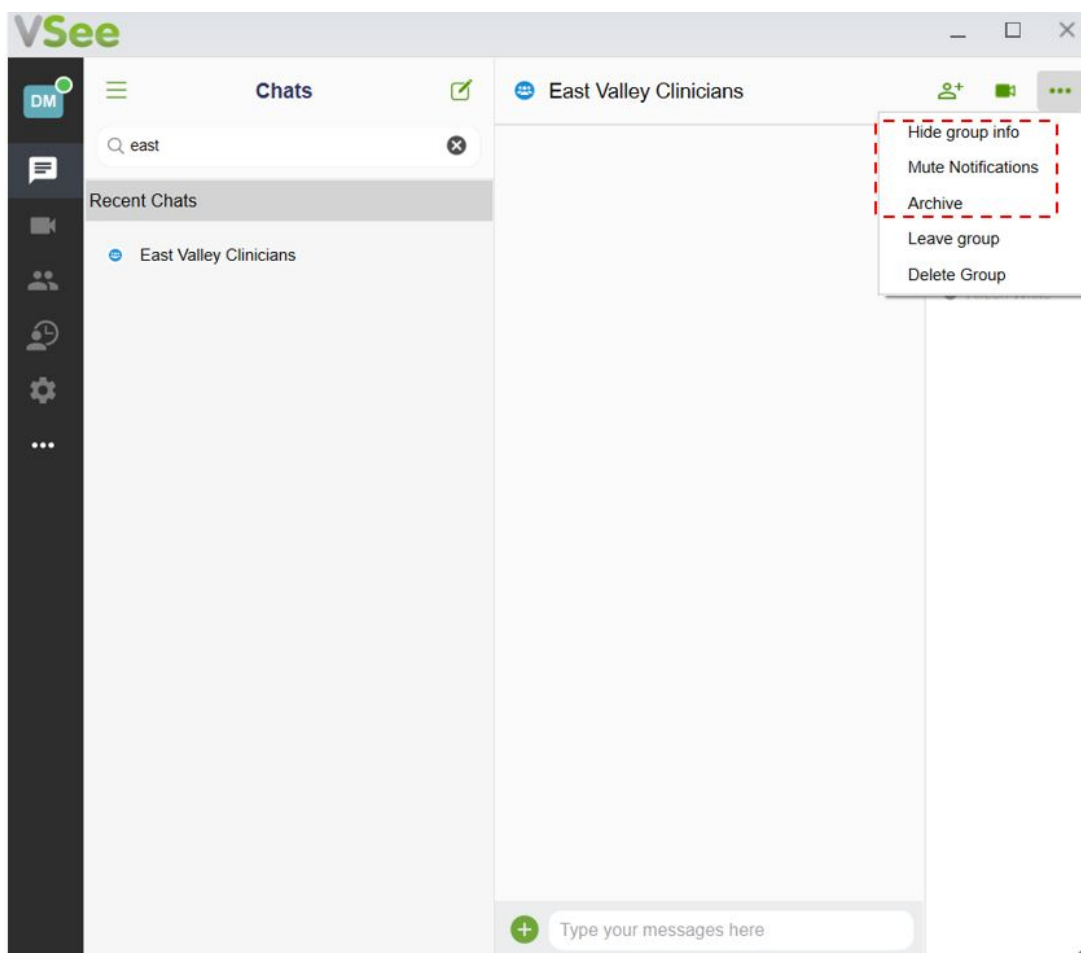 VSee
DM
Chats
East Valley Clinicians
east
Hide group info
Mute Notifications
Archive
Leave group
Delete Group
Recent Chats
East Valley Clinicians
Type your messages here